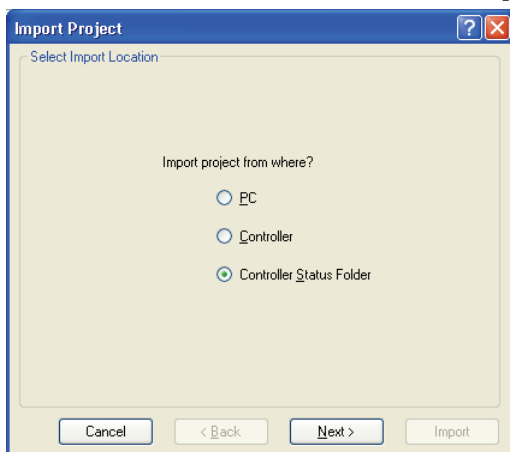 Import Project
Select Import Location
Import project from where?
PC
Controller
Controller Status Folder
Cancel < Back Next > Import